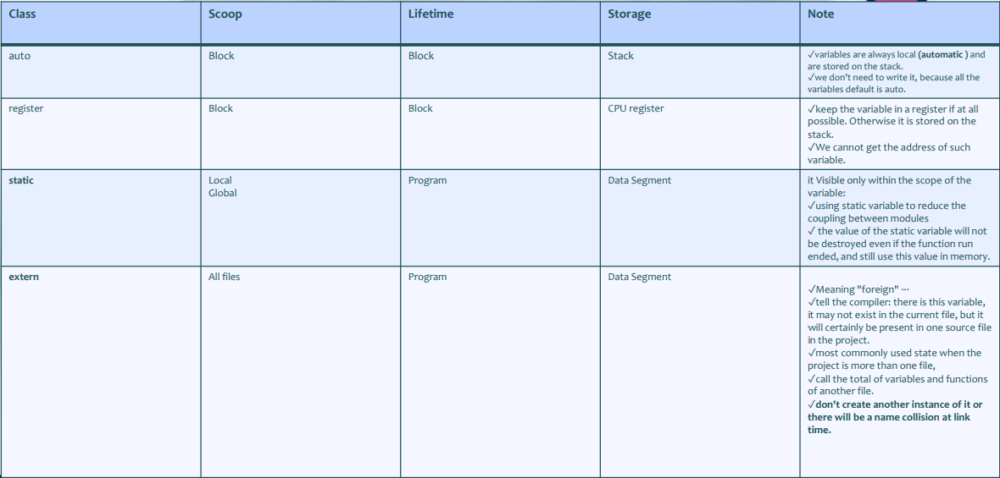 Class Scoop Lifetime Storage Note
auto Block Block Stack ✓variables are always local (automatic ) and
are stored on the stack.
✓we don't need to write it, because all the
variables default is auto.
register Block Block CPU register ✓keep the variable in a register if at all
possible. Otherwise it is stored on the
stack.
✓We cannot get the address of such
variable.
static Local Program Data Segment it Visible only within the scope of the
Global variable:
✓using static variable to reduce the
coupling between modules
✓ the value of the static variable will not
be destroyed even if the function run
ended, and still use this value in memory.
extern All files Program Data Segment
✓Meaning "foreign" ...
✓tell the compiler: there is this variable,
it may not exist in the current file, but it
will certainly be present in one source file
in the project.
✓most commonly used state when the
project is more than one file,
✓call the total of variables and functions
of another file.
✓don't create another instance of it or
there will be a name collision at link
time.